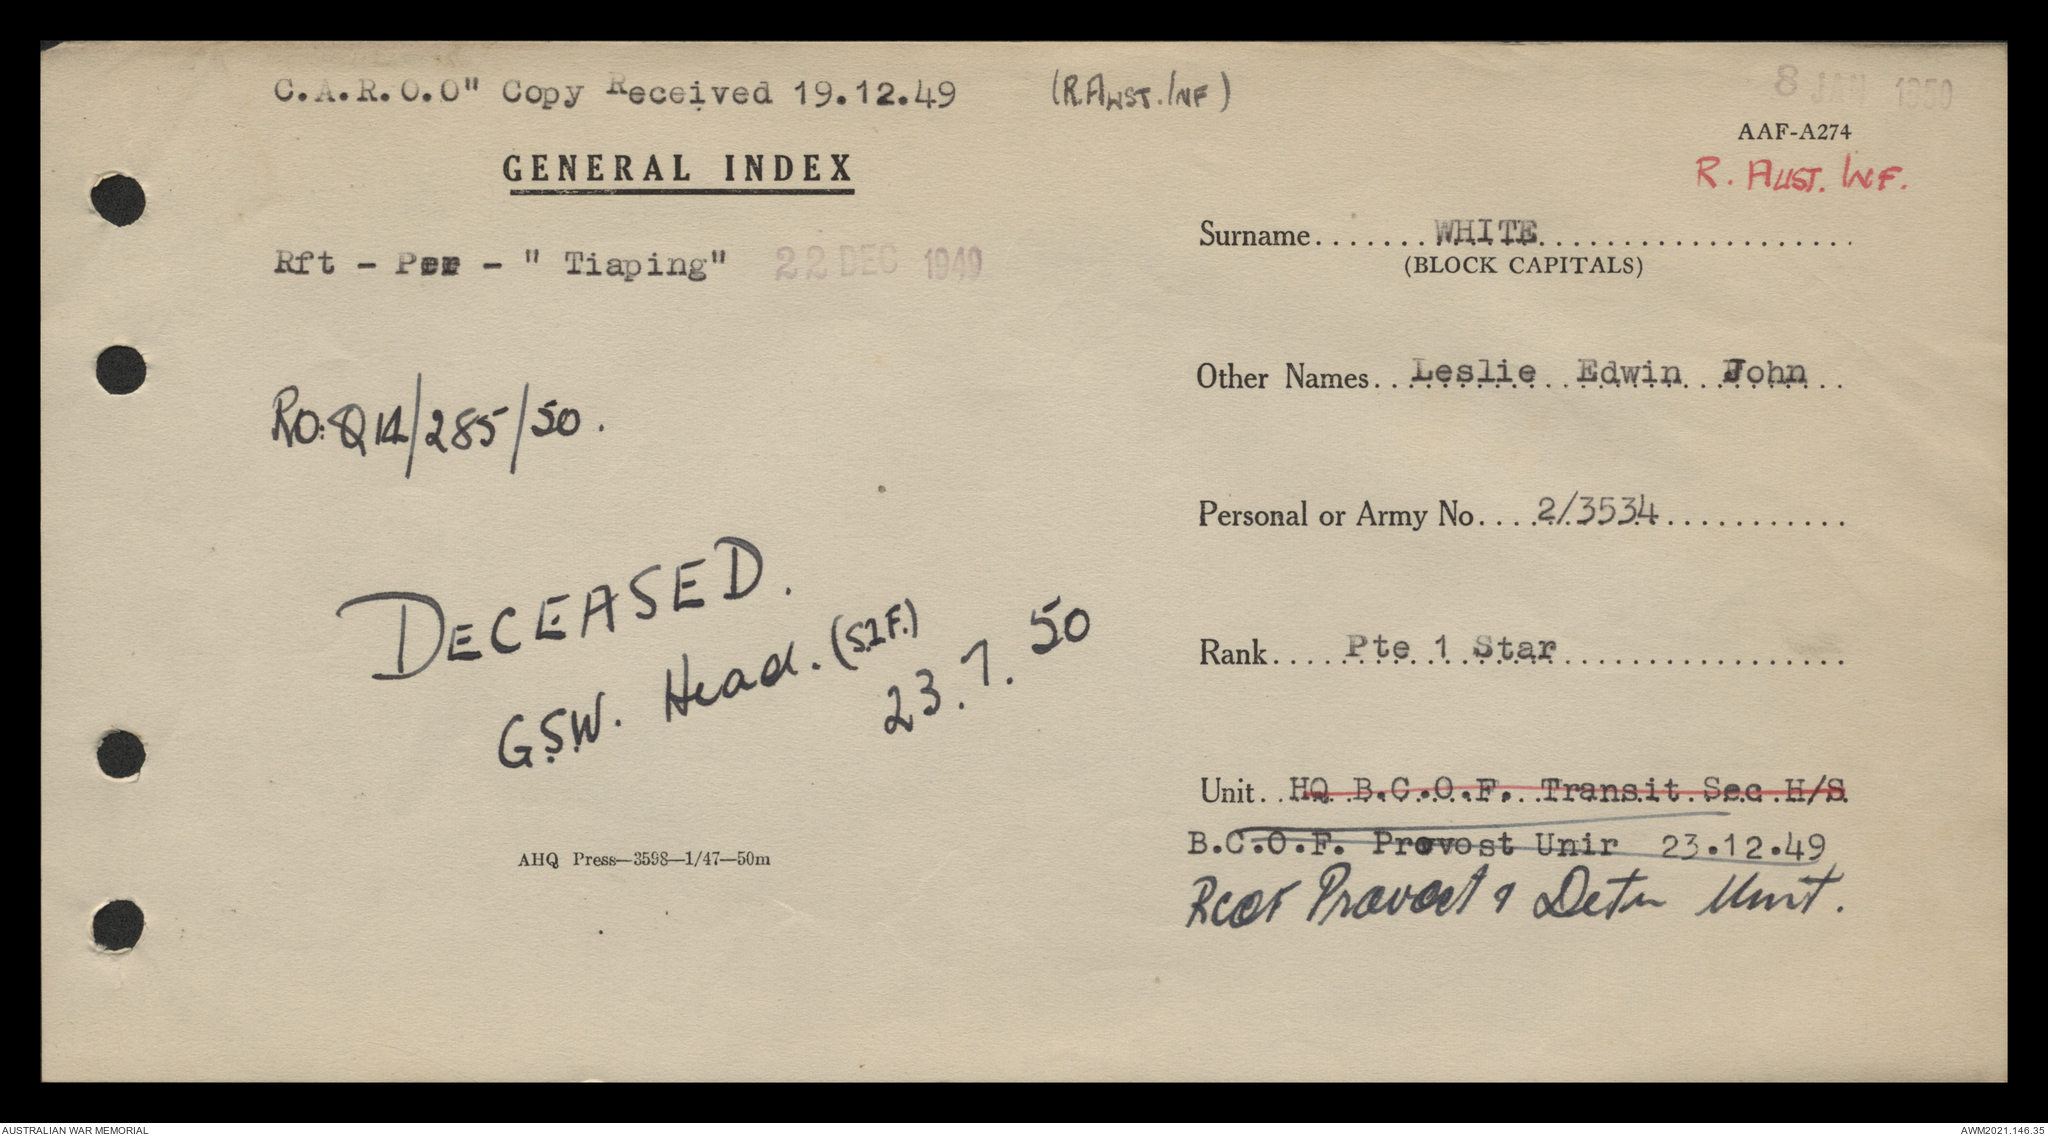 C.A.R.O.O" Copy Received 19.12.49
(R.AUST.INF)
8 JAN 1950
AAF-A274
R. AUST. INF.
GENERAL INDEX
Rft - Per - " Tiaping" 22 DEC 1949
RO: Q14/285/50.
DECEASED.
G.S.W. Head. (S.I.F.)
23.7.50
AHQ Press—3598—1/47—50m
Surname WHITE
(BLOCK CAPITALS)
Other Names Leslie Edwin John
Personal or Army No. 2/3534
Rank Pte 1 Star
Unit HQ B.C.O.F. Transit Sec H/S
B.C.O.F. Provost Unir 23.12.49
BCOF Provost & Detn Unit.
AUSTRALIAN WAR MEMORIAL
AWM2021.146.35